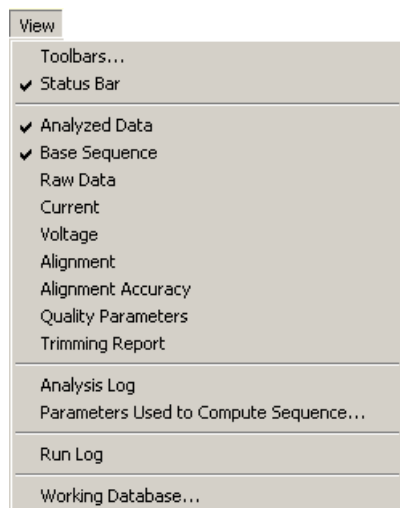 View
Toolbars...
Status Bar
Analyzed Data
Base Sequence
Raw Data
Current
Voltage
Alignment
Alignment Accuracy
Quality Parameters
Trimming Report
Analysis Log
Parameters Used to Compute Sequence...
Run Log
Working Database...